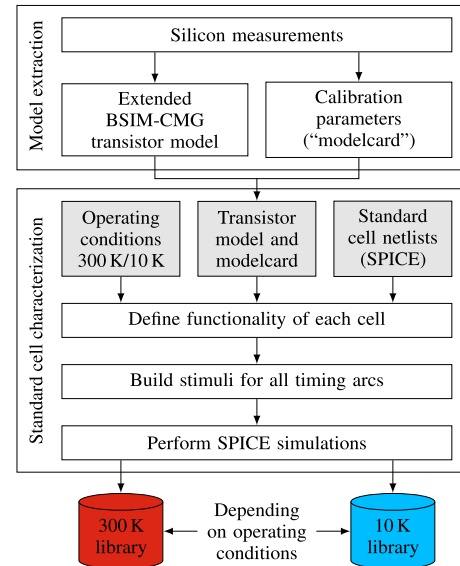 Model extraction
Silicon measurements
Extended
BSIM-CMG
transistor model
Calibration
parameters
(“modelcard”)
Standard cell characterization
Operating
conditions
300 K/10 K
Transistor
model and
modelcard
Standard
cell netlists
(SPICE)
Define functionality of each cell
Build stimuli for all timing arcs
Perform SPICE simulations
300 K
library
Depending
on operating
conditions
10 K
library